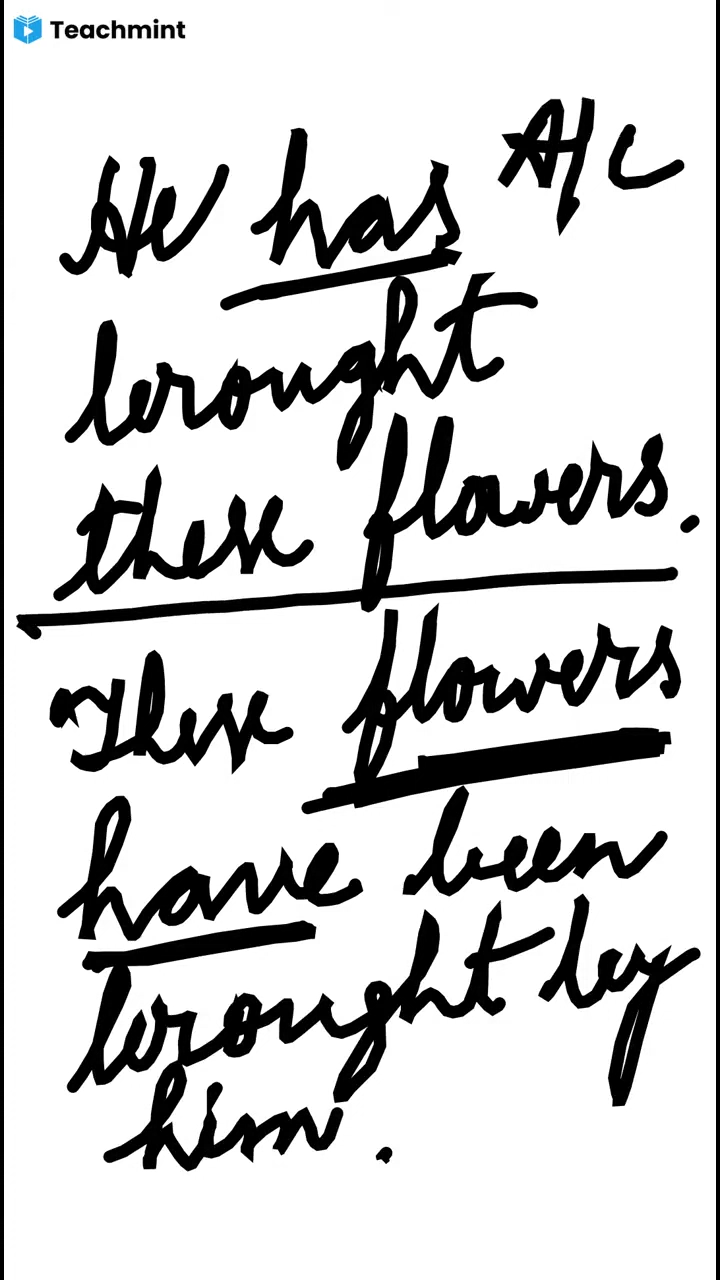 Teachmint
A/c
He has
brought
these flowers.
These flowers
have been
brought by
him.